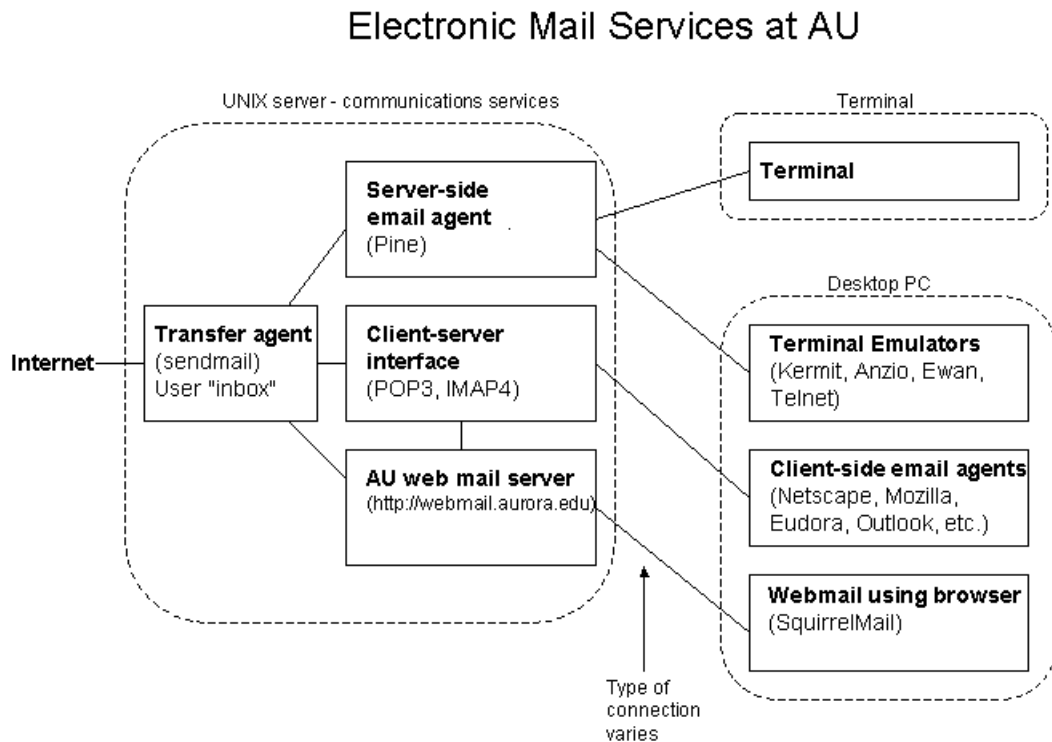 Electronic Mail Services at AU
UNIX server - communications services
Terminal
Server-side
email agent
(Pine)
Terminal
Desktop PC
Internet
Transfer agent
(sendmail)
User "inbox"
Client-server
interface
(POP3, IMAP4)
Terminal Emulators
(Kermit, Anzio, Ewan,
Telnet)
AU web mail server
(http://webmail.aurora.edu)
Client-side email agents
(Netscape, Mozilla,
Eudora, Outlook, etc.)
Webmail using browser
(SquirrelMail)
Type of
connection
varies